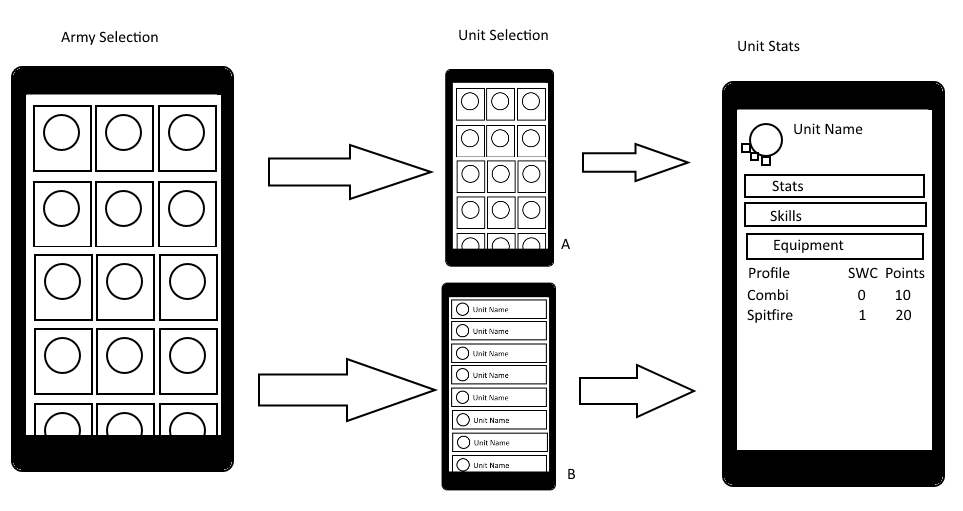 Army Selection
Unit Selection
Unit Stats
A
Unit Name
Unit Name
Unit Name
Unit Name
Unit Name
Unit Name
Unit Name
Unit Name
B
Unit Name
Stats
Skills
Equipment
Profile SWC Points
Combi 0 10
Spitfire 1 20